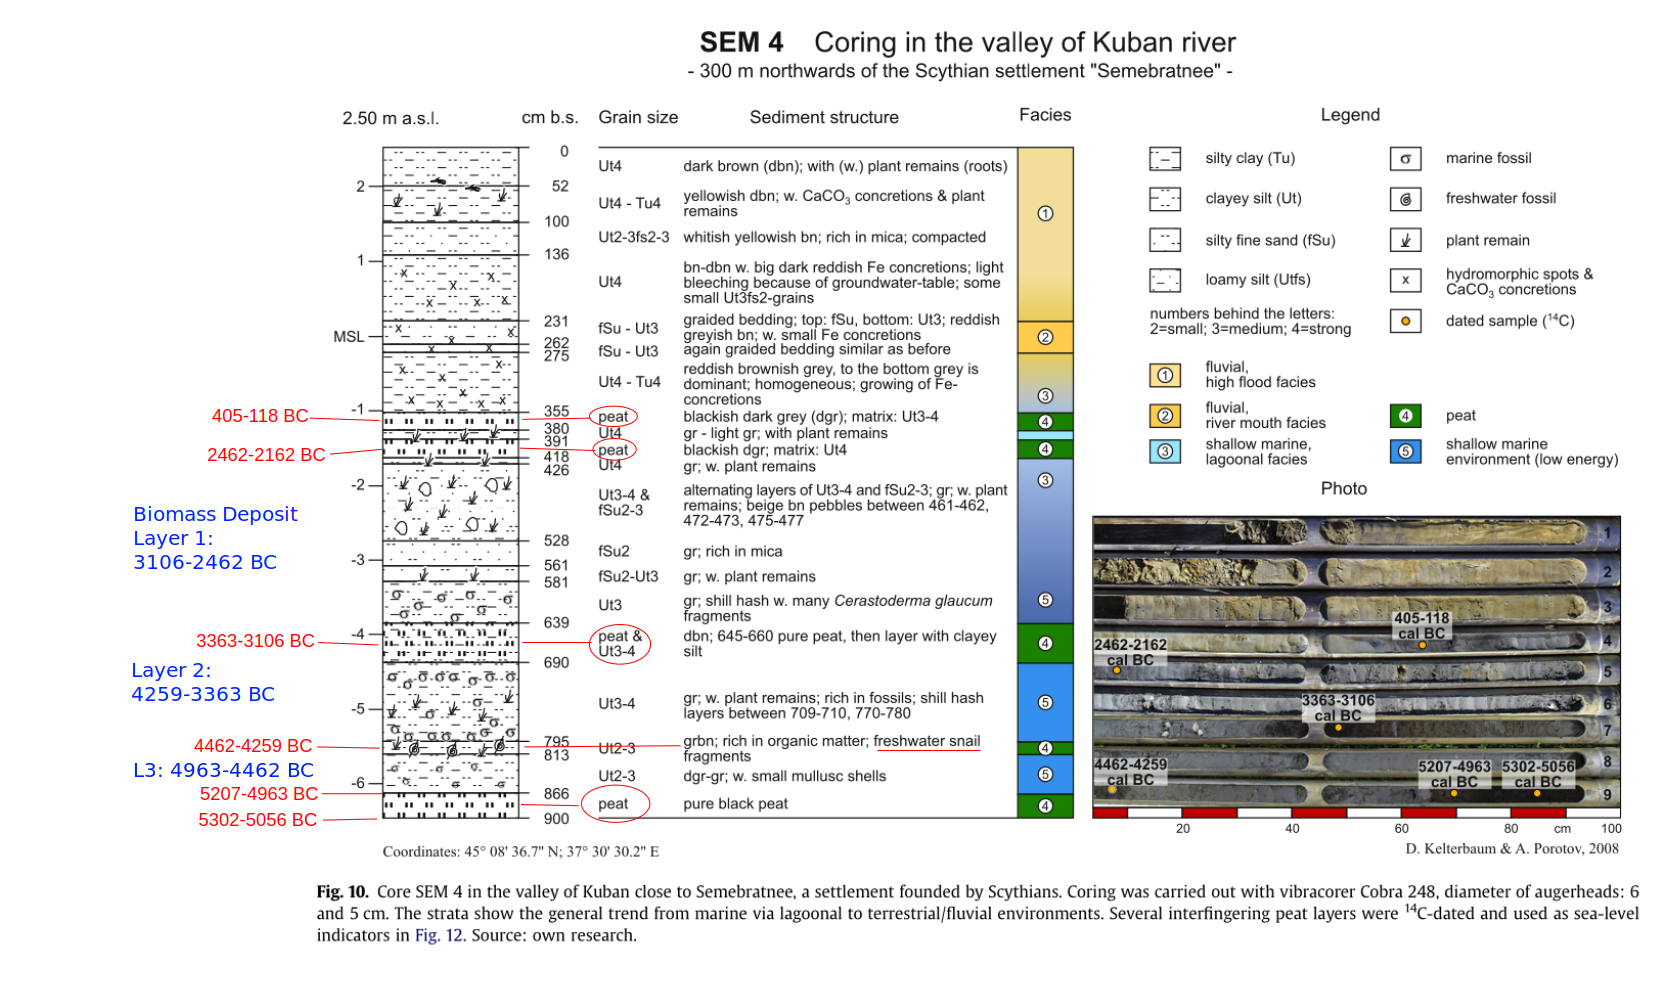 SEM 4 Coring in the valley of Kuban river
- 300 m northwards of the Scythian settlement "Semebratnee" -
2.50 m a.s.l.
cm b.s.
Grain size
Sediment structure
Facies
0
Ut4
dark brown (dbn); with (w.) plant remains (roots)
2
52
Ut4 - Tu4
yellowish dbn; w. CaCO3 concretions & plant
remains
1
100
Ut2-3fs2-3
whitish yellowish bn; rich in mica; compacted
136
1
Ut4
bn-dbn w. big dark reddish Fe concretions; light
bleeching because of groundwater-table; some
small Ut3fs2-grains
231
fSu - Ut3
graided bedding; top: fSu, bottom: Ut3; reddish
greyish bn; w. small Fe concretions
MSL
2
262
fSu - Ut3
again graided bedding similar as before
275
Ut4 - Tu4
reddish brownish grey, to the bottom grey is
dominant; homogeneous; growing of Fe-
concretions
3
-1
355
405-118 BC
peat
blackish dark grey (dgr); matrix: Ut3-4
4
380
Ut4
gr - light gr; with plant remains
391
2462-2162 BC
peat
blackish dgr; matrix: Ut4
4
418
Ut4
gr; w. plant remains
426
3
-2
Ut3-4 &
fSu2-3
alternating layers of Ut3-4 and fSu2-3; gr; w. plant
remains; beige bn pebbles between 461-462,
472-473, 475-477
Biomass Deposit
Layer 1:
3106-2462 BC
528
fSu2
gr; rich in mica
-3
561
fSu2-Ut3
gr; w. plant remains
581
Ut3
gr; shill hash w. many Cerastoderma glaucum
fragments
5
639
-4
3363-3106 BC
peat &
Ut3-4
dbn; 645-660 pure peat, then layer with clayey
silt
4
690
Layer 2:
4259-3363 BC
Ut3-4
gr; w. plant remains; rich in fossils; shill hash
layers between 709-710, 770-780
5
-5
795
4462-4259 BC
Ut2-3
grbn; rich in organic matter; freshwater snail
fragments
4
813
L3: 4963-4462 BC
Ut2-3
dgr-gr; w. small mullusc shells
5
-6
866
5207-4963 BC
peat
pure black peat
4
5302-5056 BC
900
Coordinates: 45° 08' 36.7" N; 37° 30' 30.2" E
Legend
silty clay (Tu)
σ marine fossil
clayey silt (Ut)
freshwater fossil
silty fine sand (fSu)
plant remain
loamy silt (Utfs)
x hydromorphic spots &
CaCO3 concretions
numbers behind the letters:
2=small; 3=medium; 4=strong
dated sample (14C)
1 fluvial,
high flood facies
2 fluvial,
river mouth facies
4 peat
3 shallow marine,
lagoonal facies
5 shallow marine
environment (low energy)
Photo
1
2
3
405-118
cal BC
4
2462-2162
cal BC
5
6
3363-3106
cal BC
7
8
4462-4259
cal BC
5207-4963
cal BC
5302-5056
cal BC
9
20 40 60 80 cm 100
D. Kelterbaum & A. Porotov, 2008
Fig. 10. Core SEM 4 in the valley of Kuban close to Semebratnee, a settlement founded by Scythians. Coring was carried out with vibracorer Cobra 248, diameter of augerheads: 6
and 5 cm. The strata show the general trend from marine via lagoonal to terrestrial/fluvial environments. Several interfingering peat layers were 14C-dated and used as sea-level
indicators in Fig. 12. Source: own research.